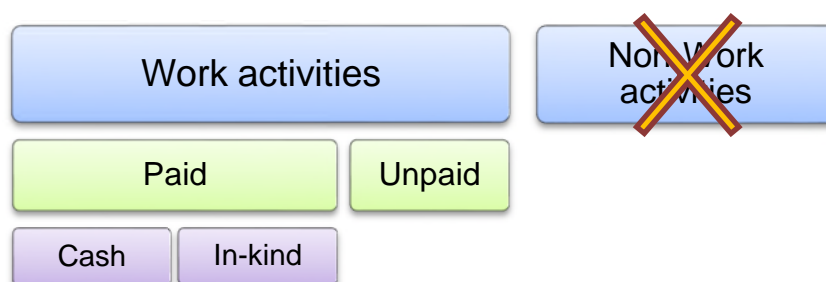 Work activities
Non-Work
activities
Paid
Unpaid
Cash
In-kind